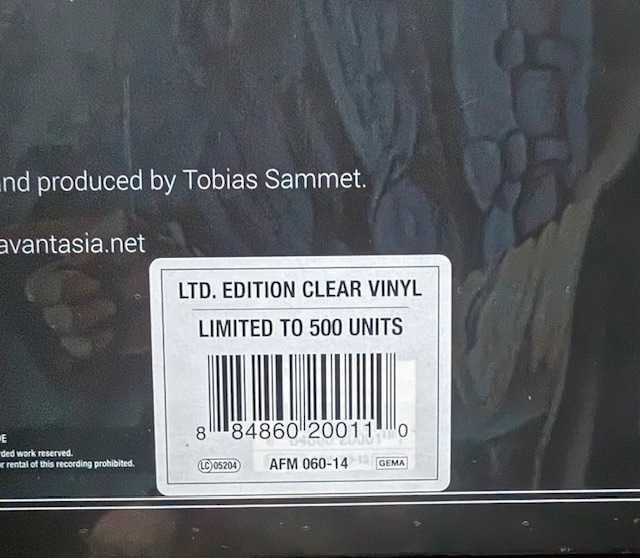 nd produced by Tobias Sammet.
avantasia.net
LTD. EDITION CLEAR VINYL
LIMITED TO 500 UNITS
8 84860 20011 0
LC 05204 AFM 060-14 GEMA
E
ded work reserved.
r rental of this recording prohibited.